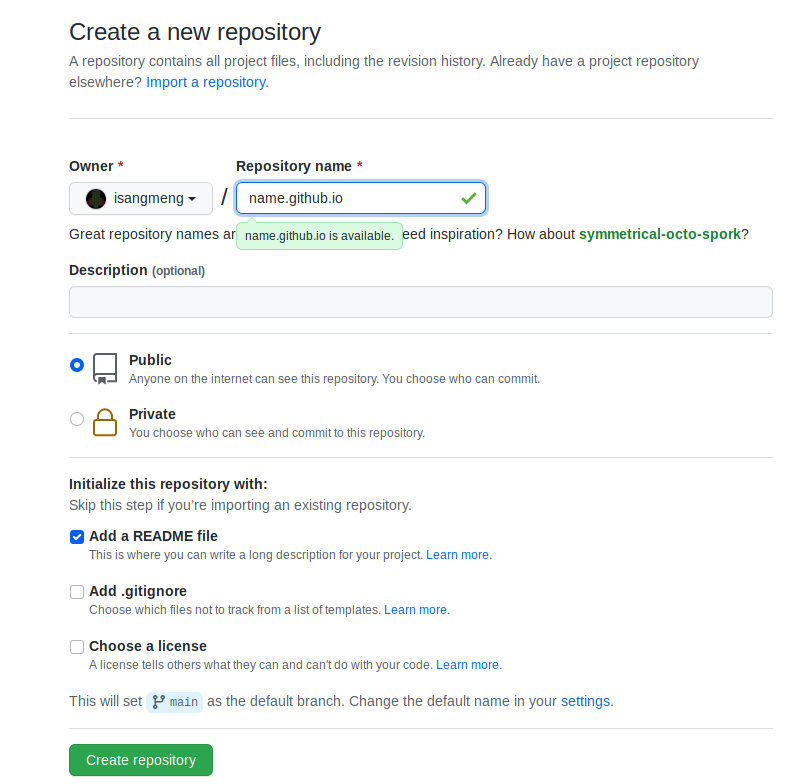 Create a new repository
A repository contains all project files, including the revision history. Already have a project repository
elsewhere? Import a repository.
Owner * Repository name *
isangmeng / name.github.io
Great repository names name.github.io is available. inspiration? How about symmetrical-octo-spork?
Description (optional)
Public
Anyone on the internet can see this repository. You choose who can commit.
Private
You choose who can see and commit to this repository.
Initialize this repository with:
Skip this step if you're importing an existing repository.
Add a README file
This is where you can write a long description for your project. Learn more.
Add .gitignore
Choose which files not to track from a list of templates. Learn more.
Choose a license
A license tells others what they can and can't do with your code. Learn more.
This will set main as the default branch. Change the default name in your settings.
Create repository